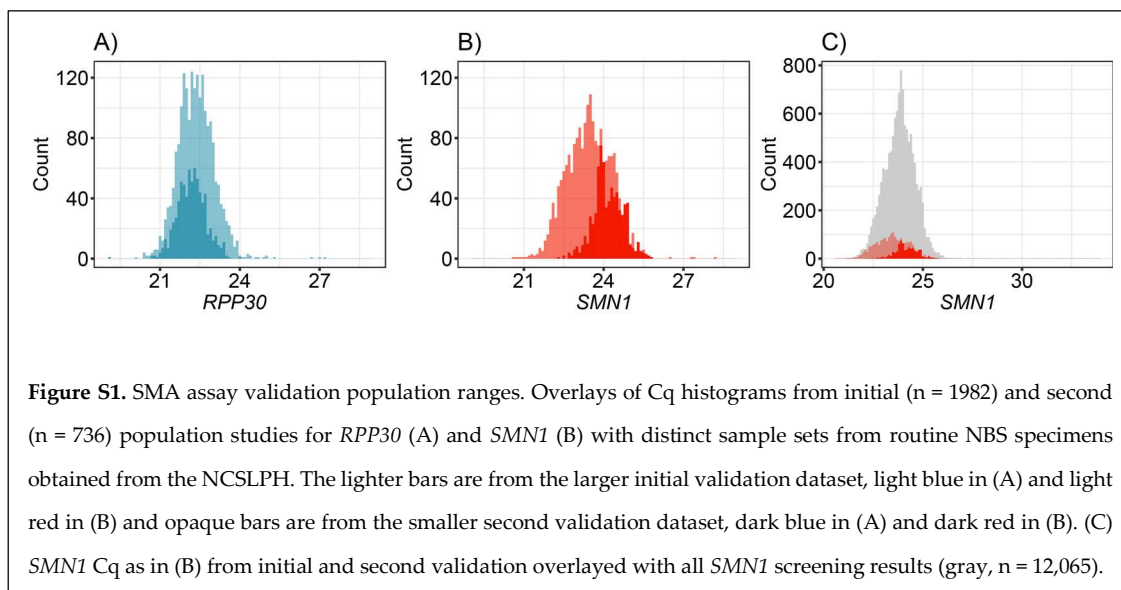 A)
120
80
40
0
Count
21
24
27
RPP30
B)
120
80
40
0
Count
21
24
27
SMN1
C)
800
600
400
200
0
Count
20
25
30
SMN1
Figure S1. SMA assay validation population ranges. Overlays of Cq histograms from initial (n = 1982) and second
(n = 736) population studies for RPP30 (A) and SMN1 (B) with distinct sample sets from routine NBS specimens
obtained from the NCSLPH. The lighter bars are from the larger initial validation dataset, light blue in (A) and light
red in (B) and opaque bars are from the smaller second validation dataset, dark blue in (A) and dark red in (B). (C)
SMN1 Cq as in (B) from initial and second validation overlayed with all SMN1 screening results (gray, n = 12,065).